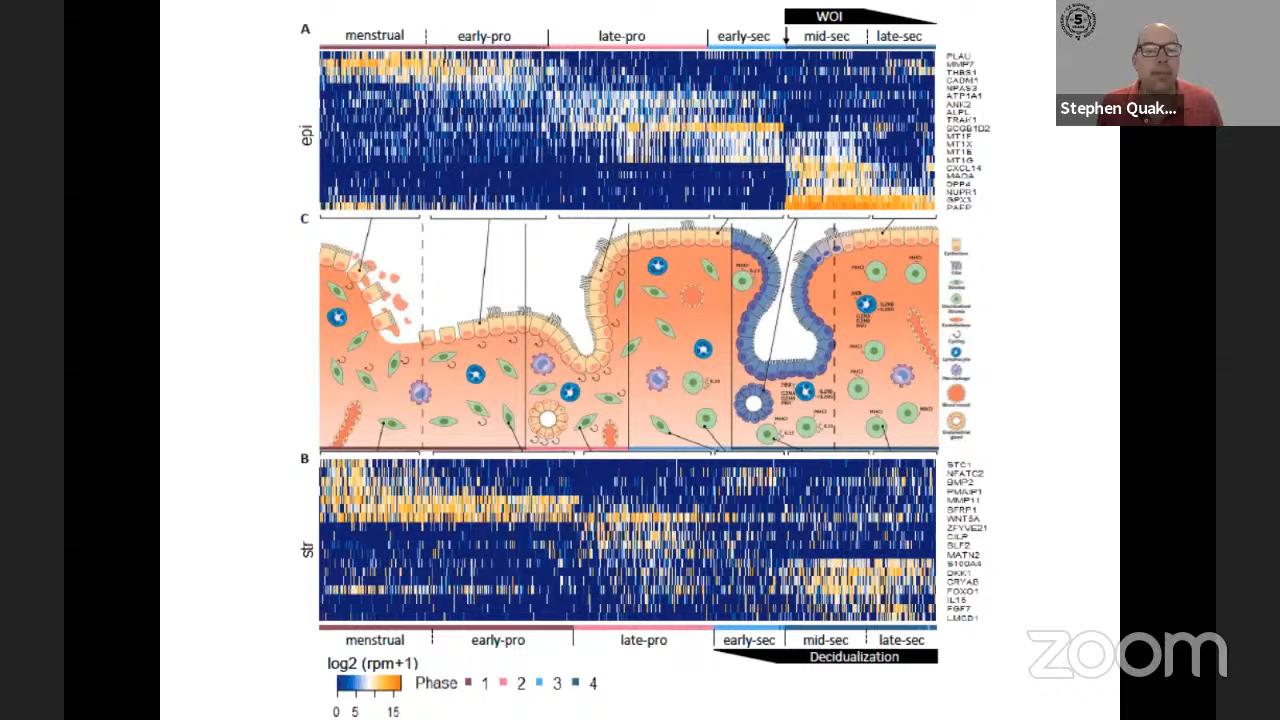 A
WOI
menstrual early-pro late-pro early-sec mid-sec late-sec
epi
PLAU
MMP7
THBS1
CADM1
NPAS3
ATP1A1
ANK2
ALPL
TRAK1
SCGB1D2
MT1F
MT1X
MT1E
MT1G
CXCL14
MAOA
DPP4
NUPR1
GPX3
PAEP
C
Stephen Quak...
5
B
str
STC1
NFATC2
BMP2
PMAIP1
MMP11
SFRP1
WNT5A
ZFYVE21
CILP
SLF2
MATN2
S100A4
DKK1
CRYAB
FOXO1
IL15
FGF7
LMCD1
menstrual early-pro late-pro early-sec mid-sec late-sec
Decidualization
log2 (rpm+1)
0 5 15
Phase 1 2 3 4
zoom